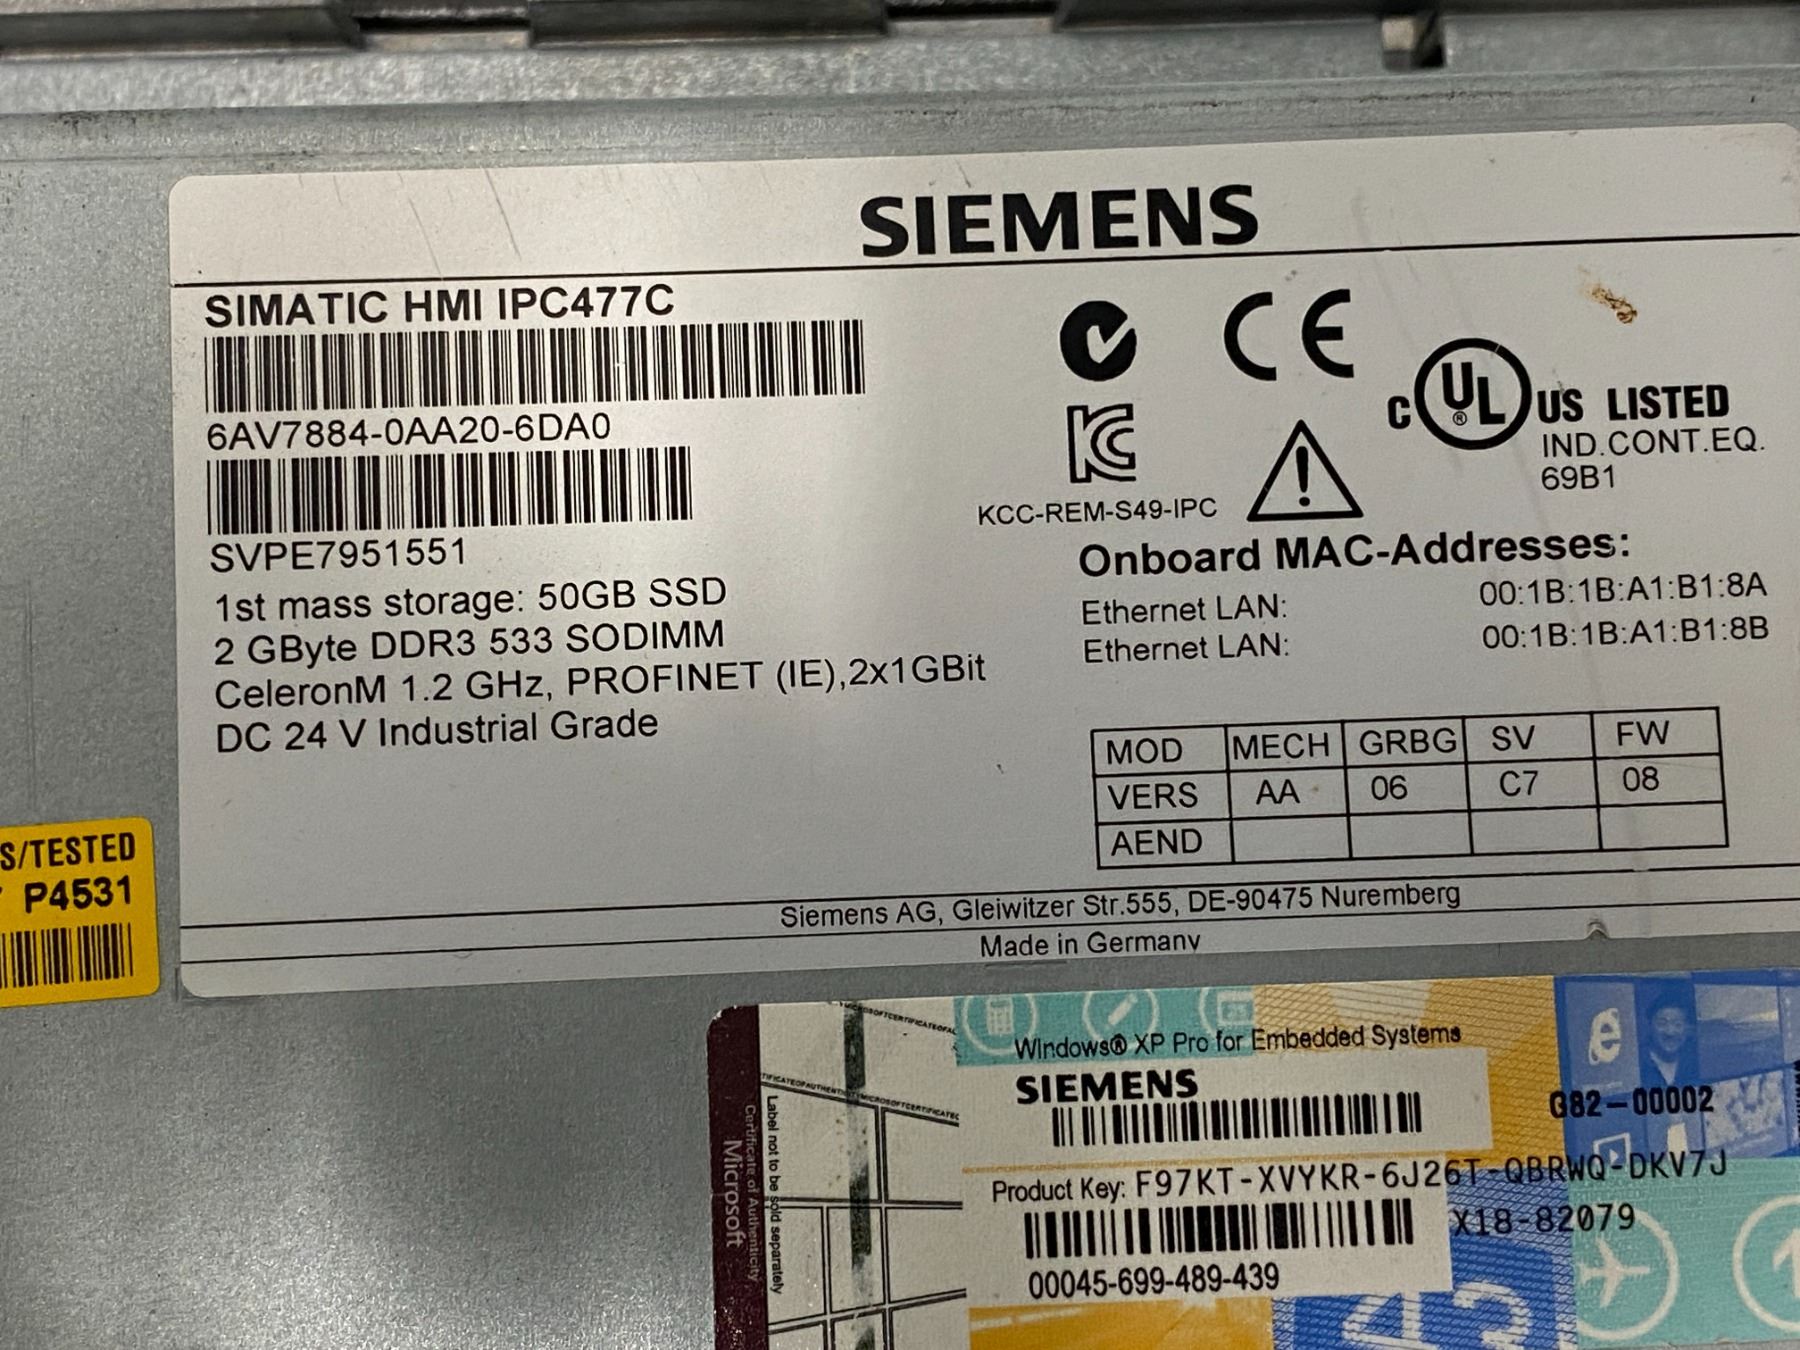 SIEMENS
SIMATIC HMI IPC477C
6AV7884-0AA20-6DA0
SVPE7951551
1st mass storage: 50GB SSD
2 GByte DDR3 533 SODIMM
CeleronM 1.2 GHz, PROFINET (IE),2x1GBit
DC 24 V Industrial Grade
CE
C UL US LISTED
®
IND.CONT.EQ.
69B1
KCC-REM-S49-IPC
Onboard MAC-Addresses:
Ethernet LAN: 00:1B:1B:A1:B1:8A
Ethernet LAN: 00:1B:1B:A1:B1:8B
MOD MECH GRBG SV FW
VERS AA 06 C7 08
AEND
Siemens AG, Gleiwitzer Str.555, DE-90475 Nuremberg
Made in Germany
S/TESTED
P4531
Windows® XP Pro for Embedded Systems
SIEMENS
Q82-00002
Product Key: F97KT-XVYKR-6J26T-QBRWQ-DKV7J
X18-82079
00045-699-489-439
Label not to be sold separately
Certificate of Authenticity
Microsoft